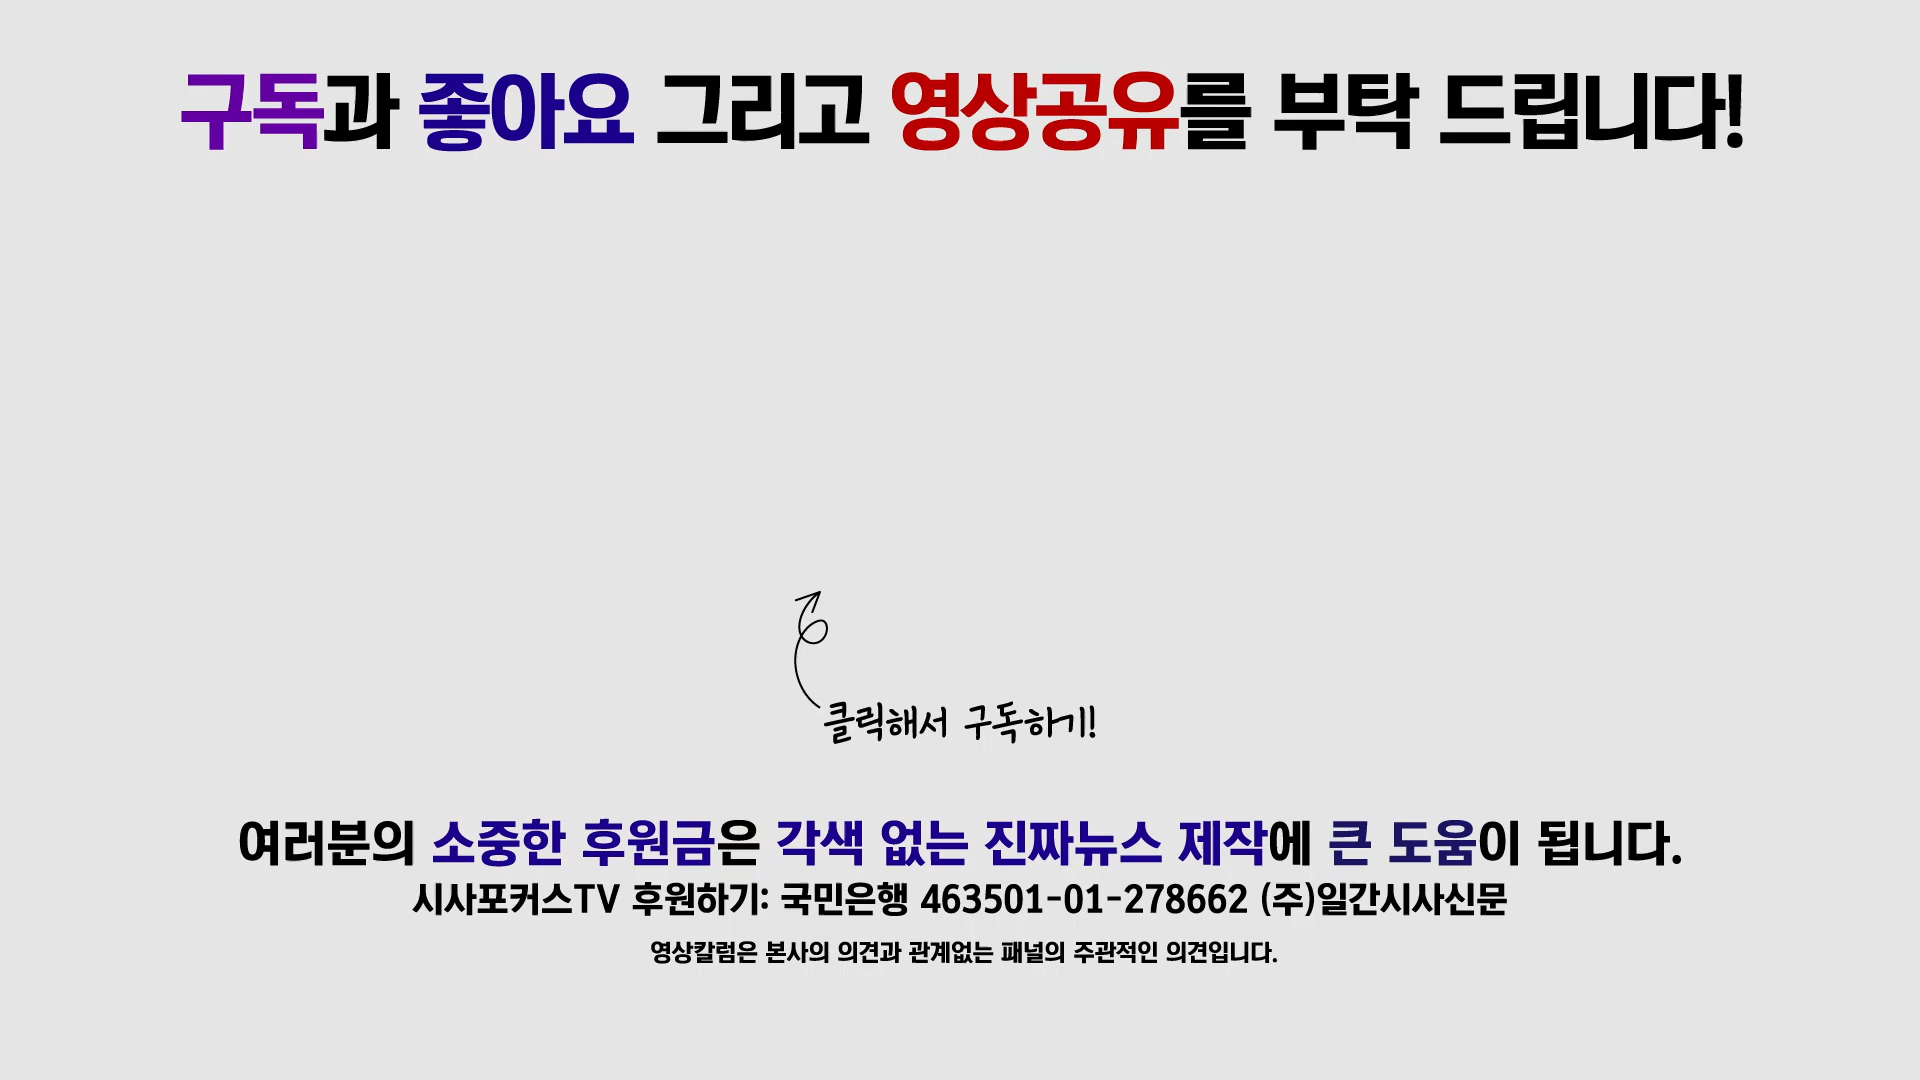 구독과 좋아요 그리고 영상공유를 부탁 드립니다!
클릭해서 구독하기!
여러분의 소중한 후원금은 각색 없는 진짜뉴스 제작에 큰 도움이 됩니다.
시사포커스TV 후원하기: 국민은행 463501-01-278662 (주)일간시사신문
영상칼럼은 본사의 의견과 관계없는 패널의 주관적인 의견입니다.